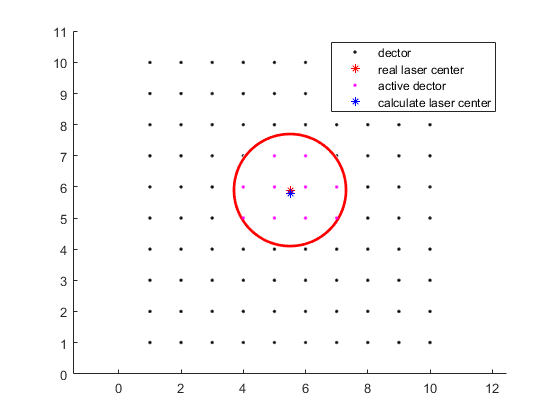 11
10
dector
real laser center
9
active dector
calculate laser center
8
7
6
5
4
3
2
1
0
0 2 4 6 8 10 12